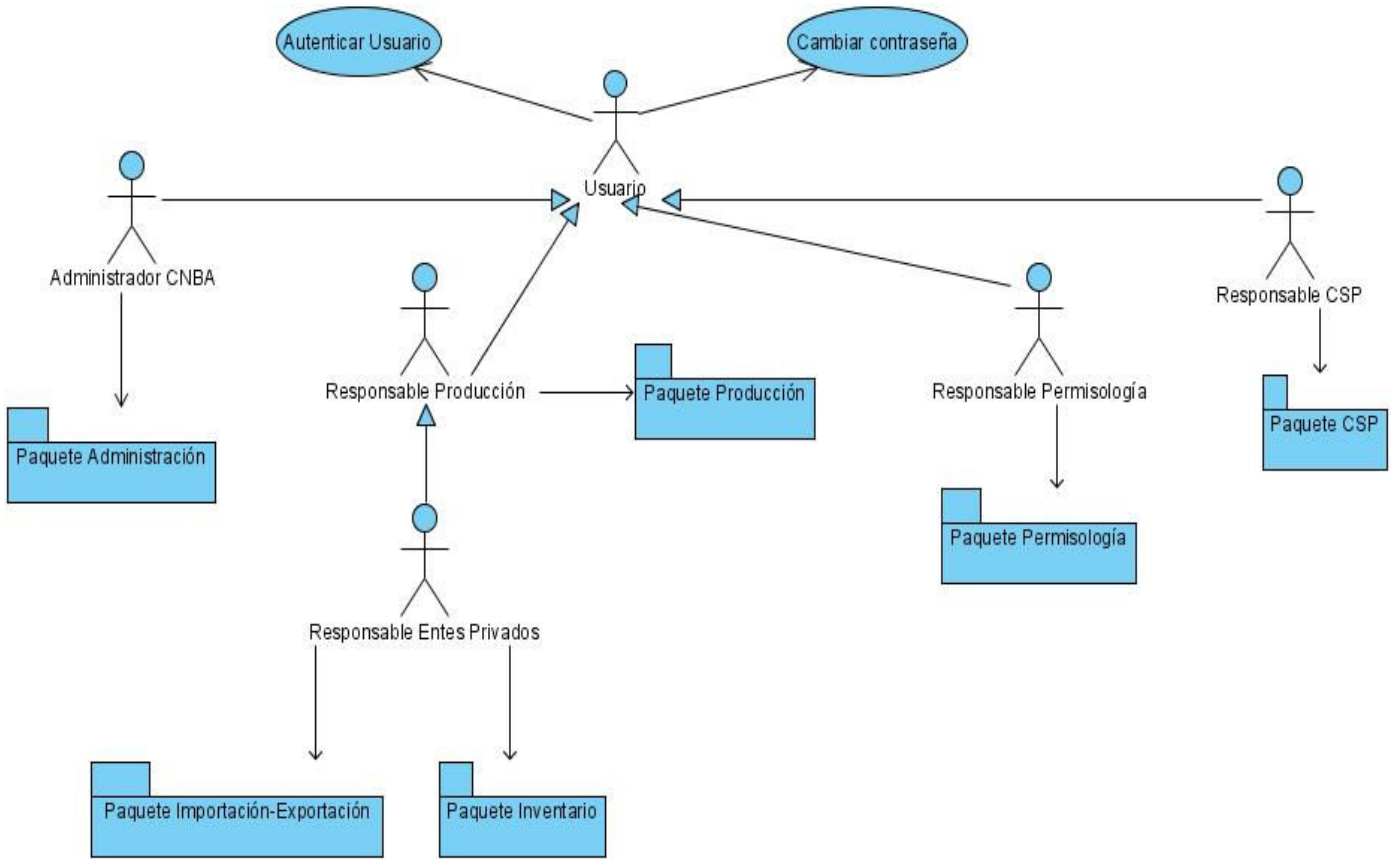 Autenticar Usuario
Cambiar contraseña
Usuario
Administrador CNBA
Responsable CSP
Responsable Producción
Paquete Producción
Responsable Permisología
Paquete CSP
Paquete Administración
Paquete Permisología
Responsable Entes Privados
Paquete Importación-Exportación
Paquete Inventario